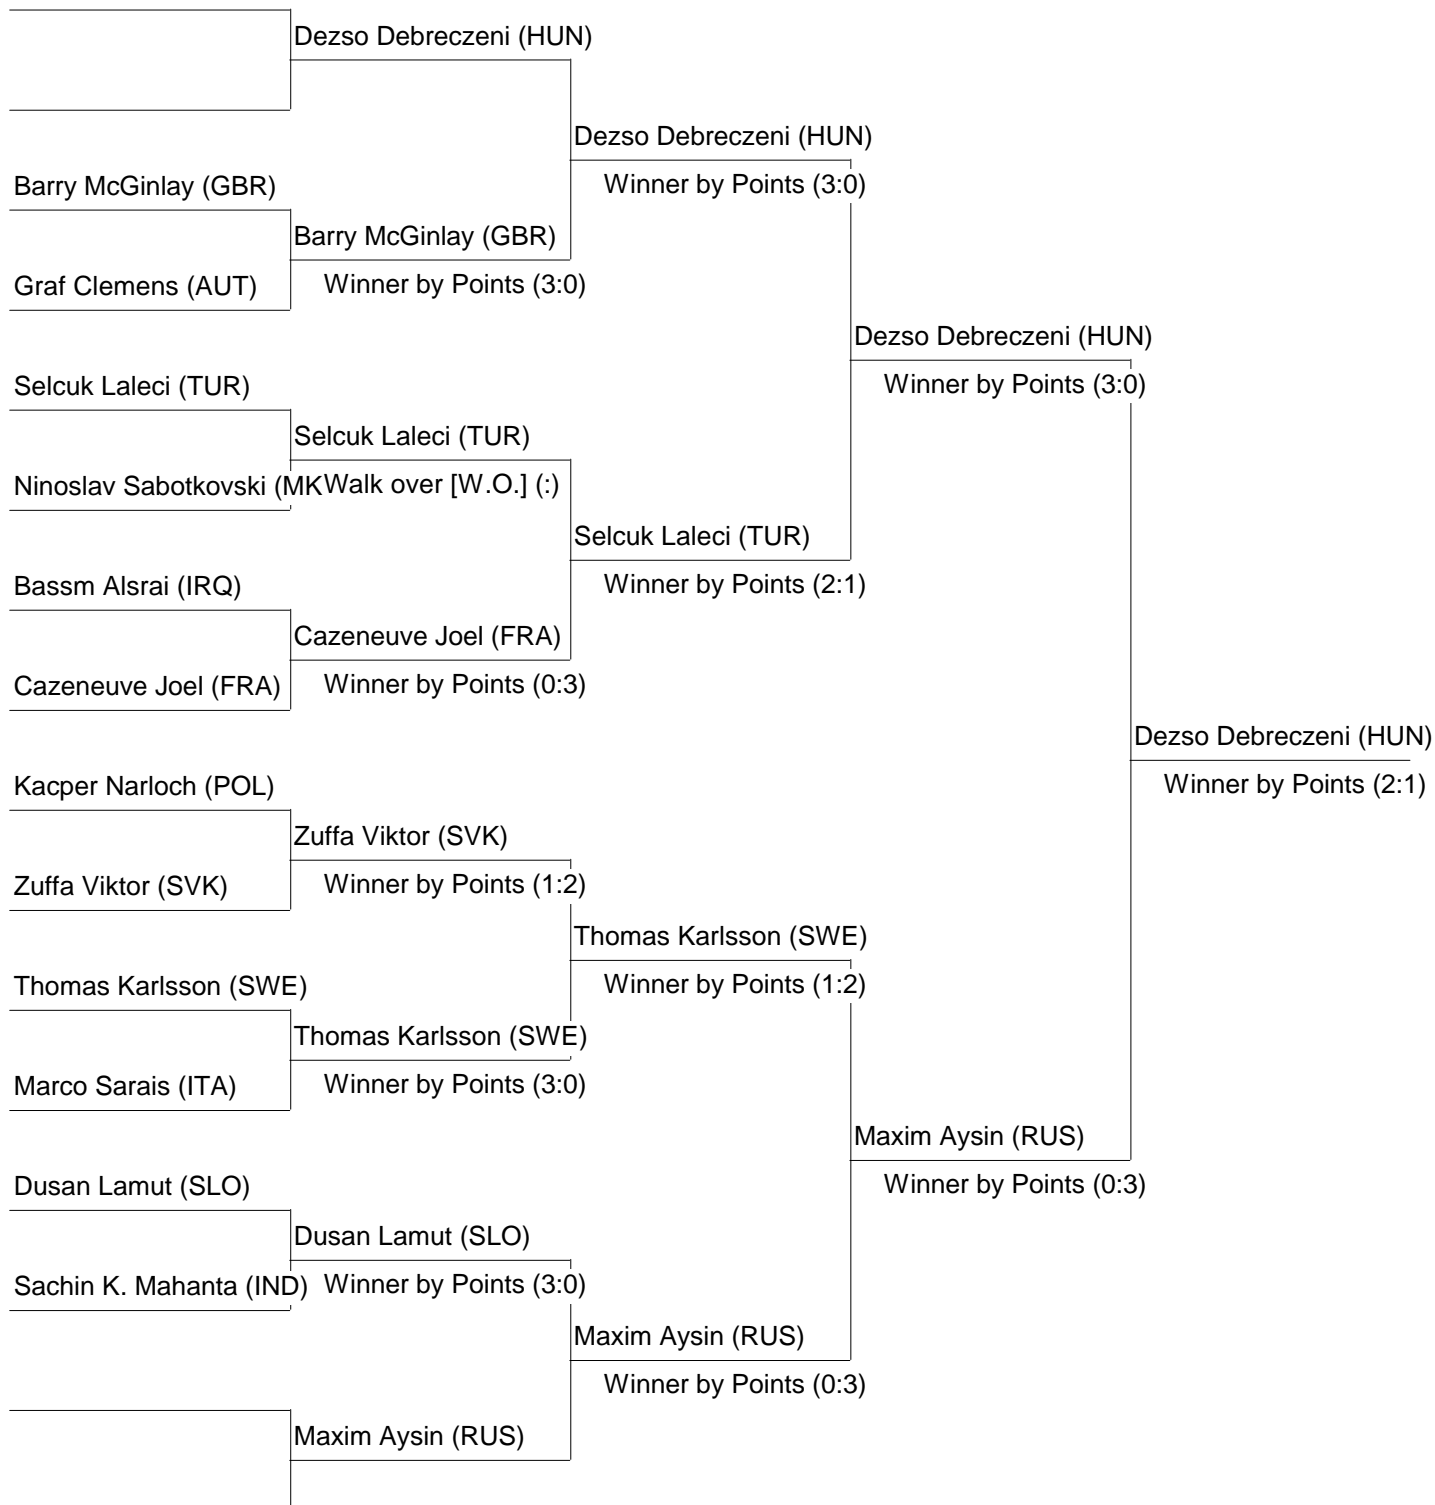 Dezso Debreczeni (HUN)
Dezso Debreczeni (HUN)
Barry McGinlay (GBR)
Winner by Points (3:0)
Barry McGinlay (GBR)
Graf Clemens (AUT)
Winner by Points (3:0)
Dezso Debreczeni (HUN)
Selcuk Laleci (TUR)
Winner by Points (3:0)
Selcuk Laleci (TUR)
Ninoslav Sabotkovski (MK
Walk over [W.O.] (:)
Selcuk Laleci (TUR)
Bassm Alsrai (IRQ)
Winner by Points (2:1)
Cazeneuve Joel (FRA)
Cazeneuve Joel (FRA)
Winner by Points (0:3)
Dezso Debreczeni (HUN)
Kacper Narloch (POL)
Winner by Points (2:1)
Zuffa Viktor (SVK)
Zuffa Viktor (SVK)
Winner by Points (1:2)
Thomas Karlsson (SWE)
Thomas Karlsson (SWE)
Winner by Points (1:2)
Thomas Karlsson (SWE)
Marco Sarais (ITA)
Winner by Points (3:0)
Maxim Aysin (RUS)
Dusan Lamut (SLO)
Winner by Points (0:3)
Dusan Lamut (SLO)
Sachin K. Mahanta (IND)
Winner by Points (3:0)
Maxim Aysin (RUS)
Winner by Points (0:3)
Maxim Aysin (RUS)